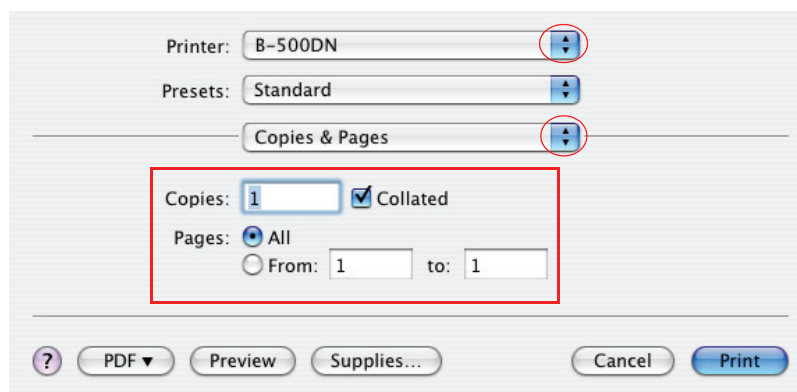 Printer: B-500DN
Presets: Standard
Copies & Pages
Copies: 1 Collated
Pages: All
From: 1 to: 1
? PDF▼ Preview Supplies... Cancel Print